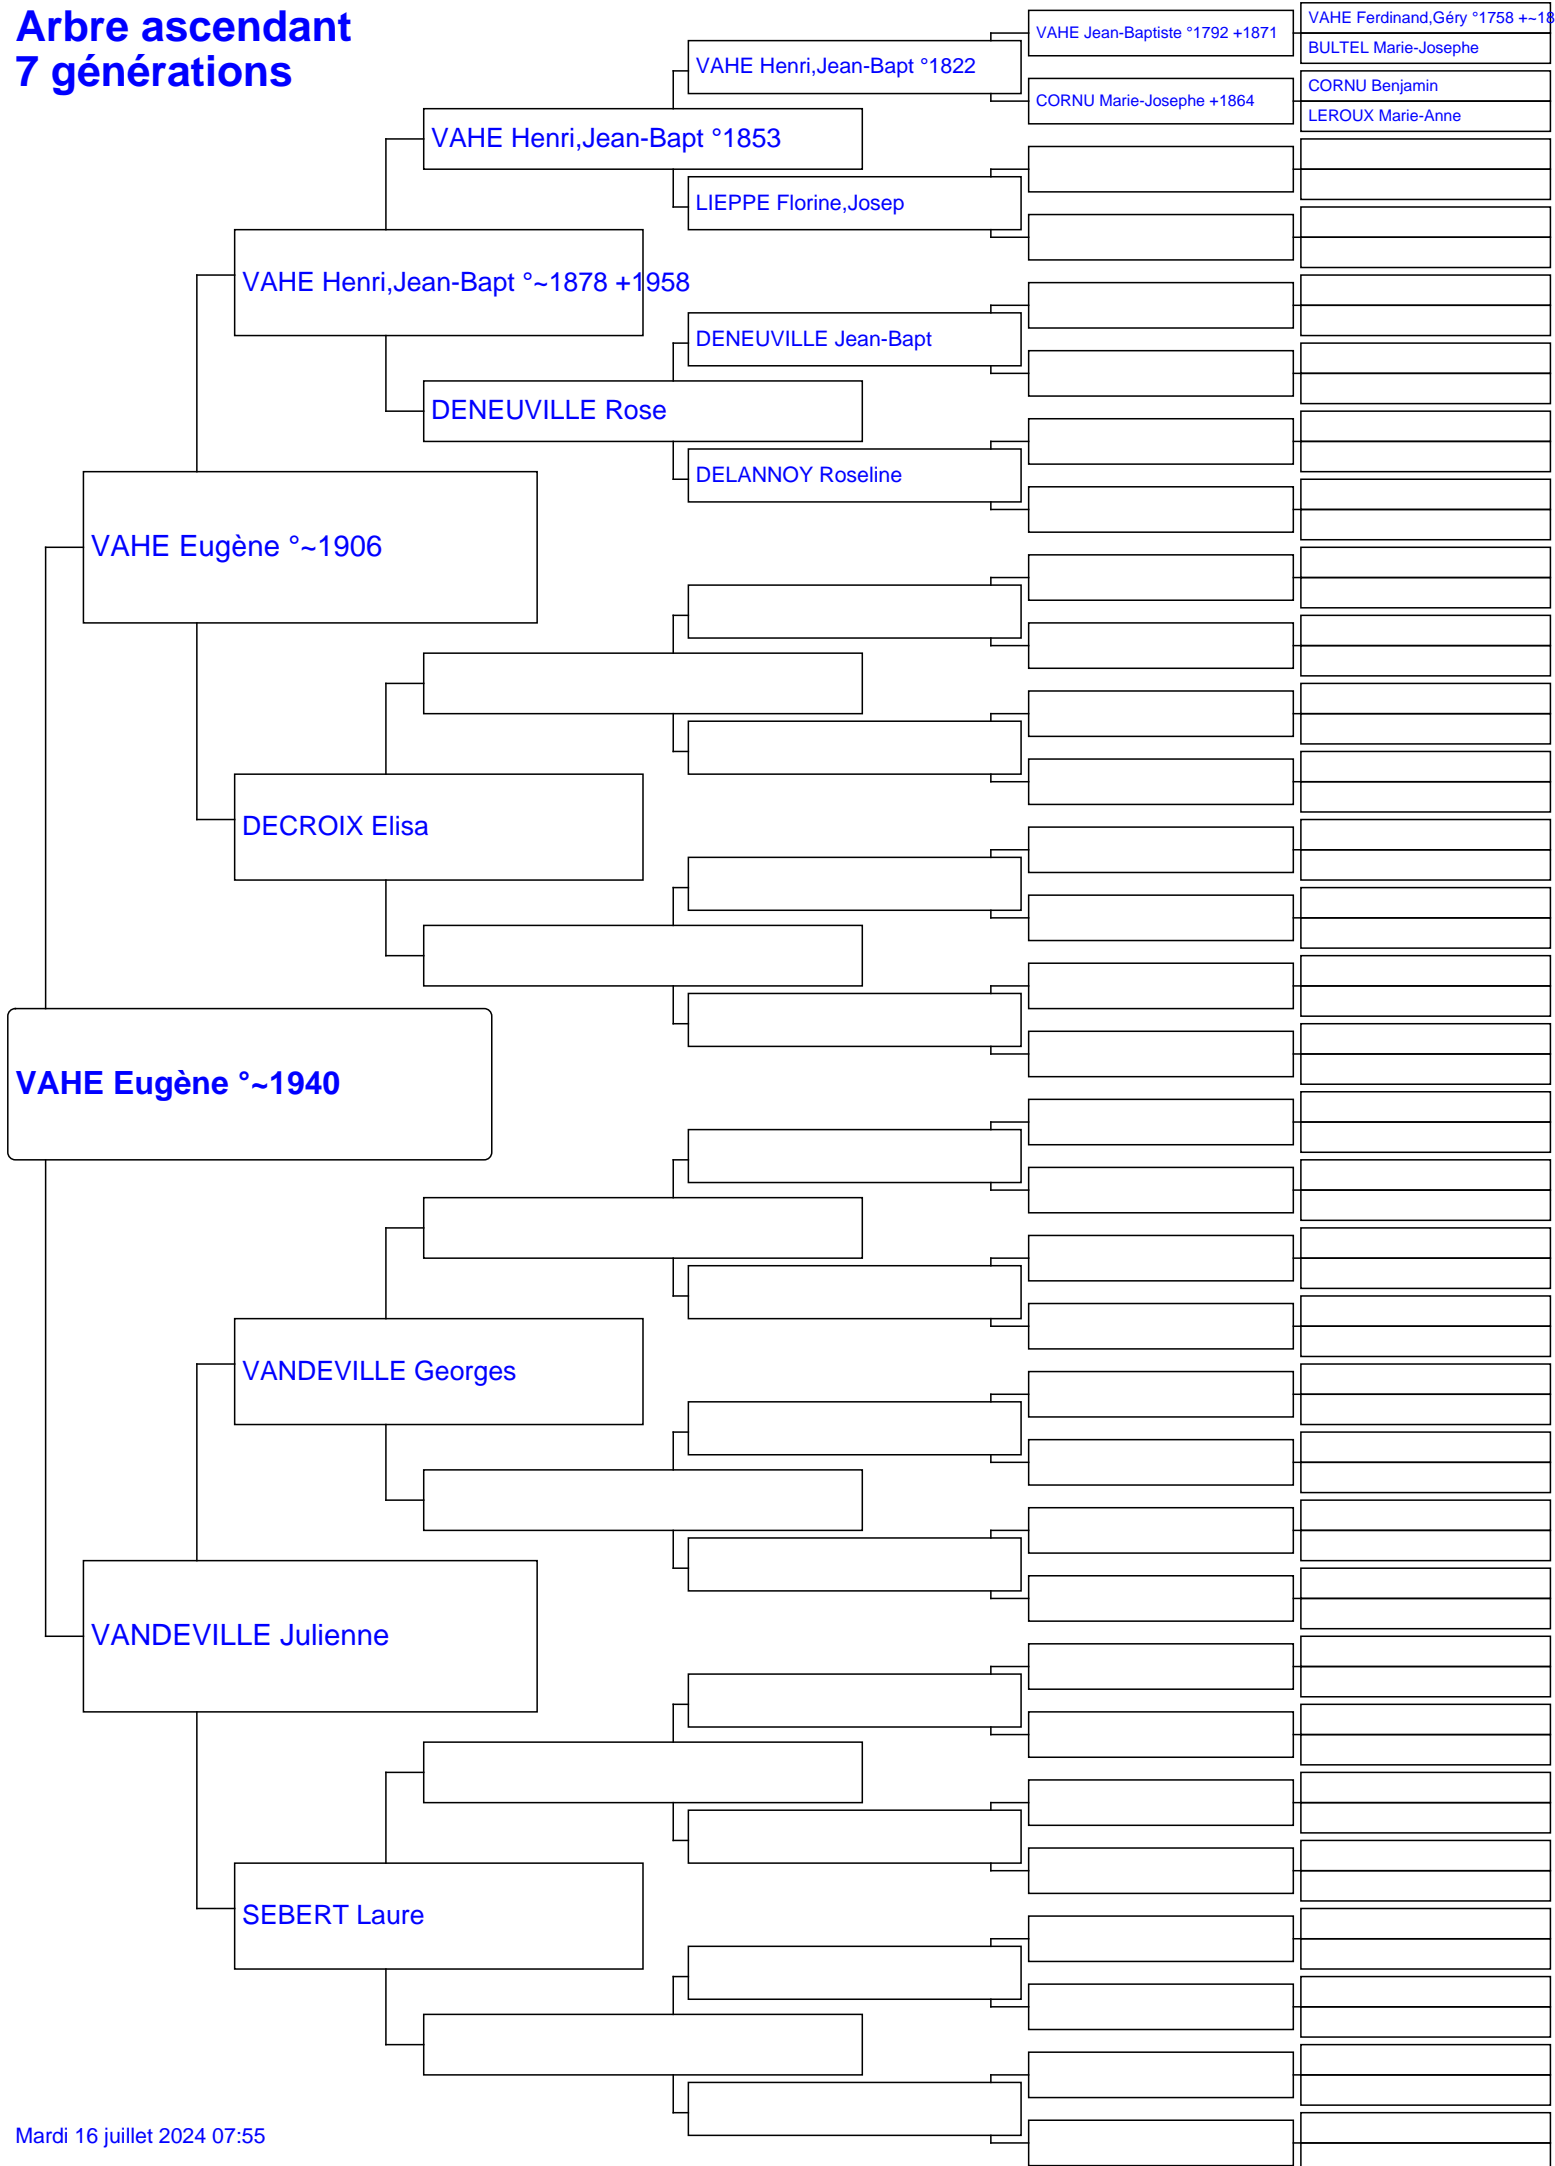 Arbre ascendant
7 générations
VAHE Ferdinand,Géry °1758 +~18
VAHE Jean-Baptiste °1792 +1871
BULTEL Marie-Josephe
VAHE Henri,Jean-Bapt °1822
CORNU Benjamin
CORNU Marie-Josephe +1864
LEROUX Marie-Anne
VAHE Henri,Jean-Bapt °1853
LIEPPE Florine,Josep
VAHE Henri,Jean-Bapt °~1878 +1958
DENEUVILLE Jean-Bapt
DENEUVILLE Rose
DELANNOY Roseline
VAHE Eugène °~1906
DECROIX Elisa
VAHE Eugène °~1940
VANDEVILLE Georges
VANDEVILLE Julienne
SEBERT Laure
Mardi 16 juillet 2024 07:55